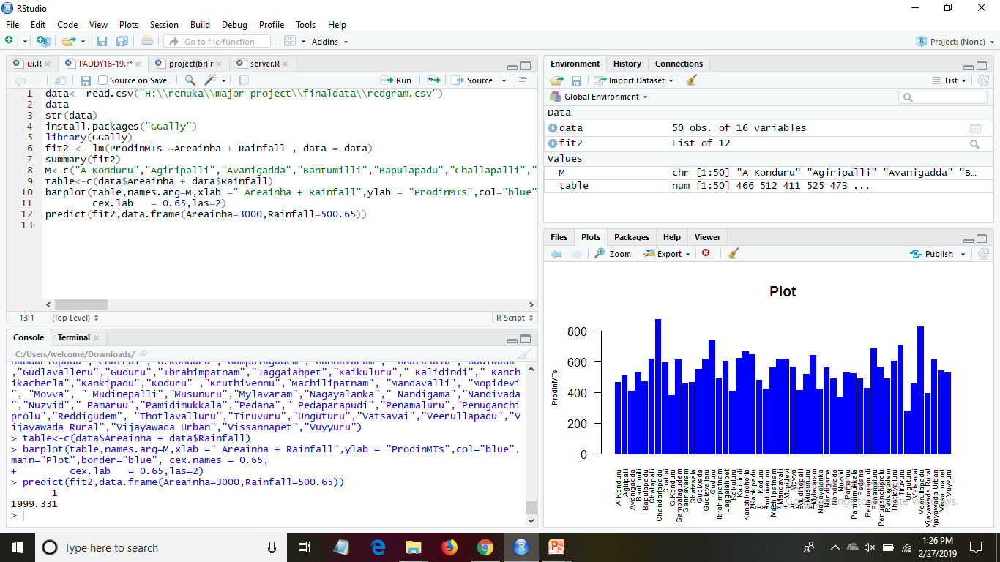 RStudio
File Edit Code View Plots Session Build Debug Profile Tools Help
Go to file/function Addins Project: (None)
ui.R PADDY18-19.r* project(br).r server.R
Source on Save Run Source
1 data<- read.csv("H:\\renuka\\major project\\finaldata\\redgram.csv")
2 data
3 str(data)
4 install.packages("GGally")
5 library(GGally)
6 fit2 <- lm(ProdinMTs ~Areainha + Rainfall , data = data)
7 summary(fit2)
8 M<-c("A Konduru","Agiripalli","Avanigadda","Bantumilli","Bapulapadu","Challapalli","
9 table<-c(data$Areainha + data$Rainfall)
10 barplot(table,names.arg=M,xlab =" Areainha + Rainfall",ylab = "ProdinMTs",col="blue"
11 cex.lab = 0.65,las=2)
12 predict(fit2,data.frame(Areainha=3000,Rainfall=500.65))
13
13:1 (Top Level) R Script
Console Terminal
C:/Users/welcome/Downloads/
,"Gudlavalleru","Guduru","Ibrahimpatnam","Jaggaiahpet","Kaikuluru"," Kalidindi"," Kanch
ikacherla","Kankipadu","Koduru" ,"Kruthivennu","Machilipatnam", "Mandavalli", "Mopidevi
", "Movva", " Mudinepalli","Musunuru","Mylavaram","Nagayalanka"," Nandigama","Nandivada
","Nuzvid"," Pamaruu","Pamidimukkala","Pedana"," Pedaparapudi","Penamaluru","Penuganchi
prolu","Reddigudem", "Thotlavalluru","Tiruvuru","Unguturu","Vatsavai","Veerullapadu","V
ijayawada Rural","Vijayawada Urban","Vissannapet","Vuyyuru")
> table<-c(data$Areainha + data$Rainfall)
> barplot(table,names.arg=M,xlab =" Areainha + Rainfall",ylab = "ProdinMTs",col="blue",
main="Plot",border="blue", cex.names = 0.65,
+ cex.lab = 0.65,las=2)
> predict(fit2,data.frame(Areainha=3000,Rainfall=500.65))
1
1999.331
>
Environment History Connections
Import Dataset List
Global Environment
Data
data 50 obs. of 16 variables
fit2 List of 12
Values
M chr [1:50] "A Konduru" "Agiripalli" "Avanigadda" "B…
table num [1:50] 466 512 411 525 473 ...
Files Plots Packages Help Viewer
Zoom Export Publish
Plot
800
600
400
200
0
ProdinMTs
A Konduru
Agiripalli
Avanigadda
Bantumilli
Bapulapadu
Challapalli
Chandarlapadu
Chatrai
G.Konduru
Gampalagudem
Gannavaram
Ghatasala
Gudiwada
Gudlavalleru
Guduru
Ibrahimpatnam
Jaggaiahpet
Kaikuluru
Kalidindi
Kanchikacherla
Kankipadu
Koduru
Kruthivennu
Machilipatnam
Mandavalli
Mopidevi
Movva
Mudinepalli
Musunuru
Mylavaram
Nagayalanka
Nandigama
Nandivada
Nuzvid
Pamaruu
Pamidimukkala
Pedana
Pedaparapudi
Penamaluru
Penuganchiprolu
Reddigudem
Thotlavalluru
Tiruvuru
Unguturu
Vatsavai
Veerullapadu
Vijayawada Rural
Vijayawada Urban
Vissannapet
Vuyyuru
Areainha + Rainfall
Windows.
Type here to search
1:26 PM
2/27/2019